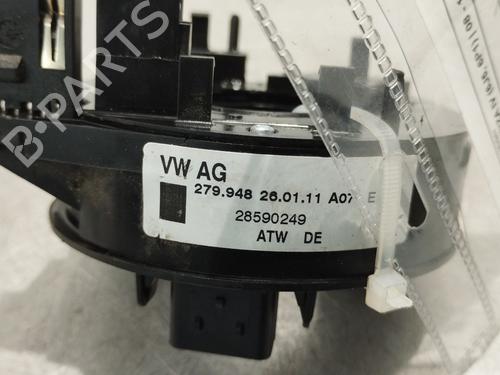 VW AG
279.948 26.01.11 A07 E
28590249
ATW DE
B-PARTS